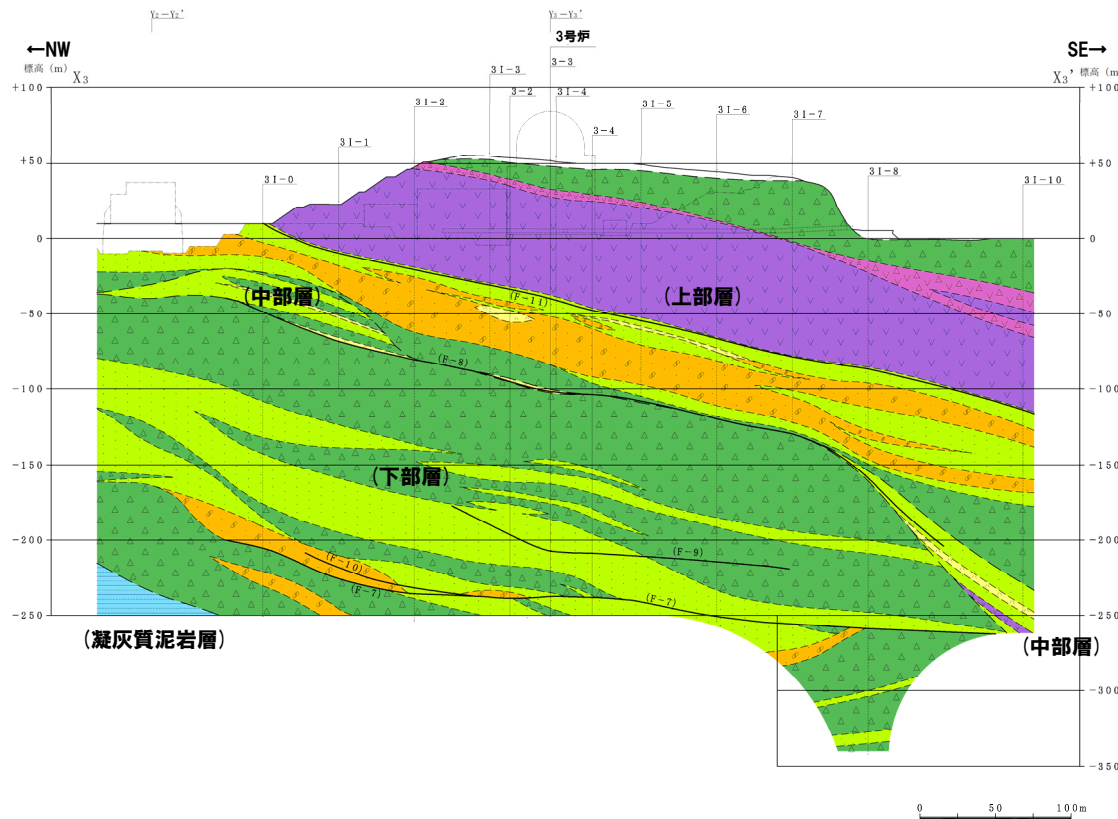 Y₂−Y₂'
Y₃−Y₃'
3号炉
←NW
SE→
標高 (m)
X₃
X₃'
標高 (m
3I−3
3−3
+100
3−2
3I−4
+100
3I−2
3I−5
3I−6
3I−7
3−4
3I−1
+50
+50
3I−8
3I−0
3I−10
0
0
(中部層)
(F−11)
(上部層)
−50
−50
(F−8)
−100
−100
−150
−150
(下部層)
−200
−200
(F−9)
(F−10)
(F−7)
(F−7)
−250
−250
(凝灰質泥岩層)
(中部層)
−300
−350
0
50
100m